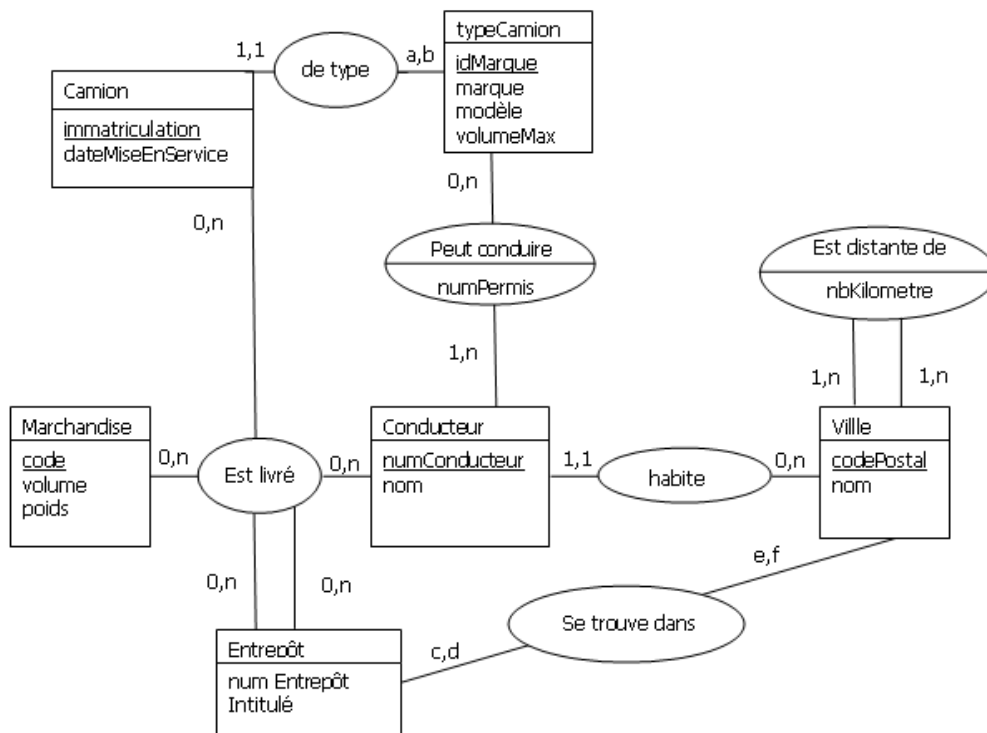 typeCamion
idMarque
marque
modèle
volumeMax
1,1
de type
a,b
Camion
immatriculation
dateMiseEnService
0,n
0,n
Peut conduire
numPermis
Est distante de
nbKilometre
1,n
1,n
1,n
Marchandise
code
volume
poids
0,n
Est livré
0,n
Conducteur
numConducteur
nom
1,1
habite
0,n
Villle
codePostal
nom
0,n
0,n
e,f
Se trouve dans
c,d
Entrepôt
num Entrepôt
Intitulé